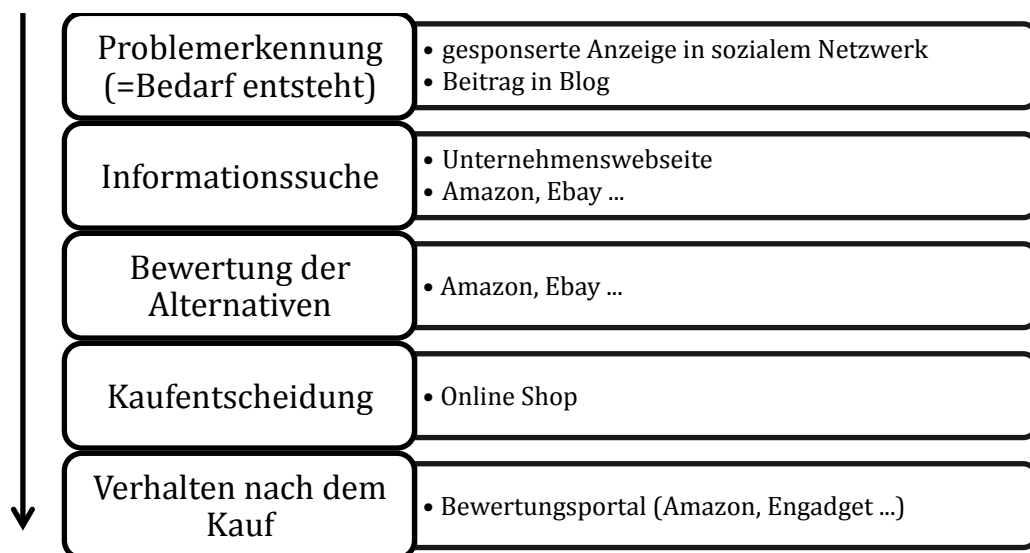 Problemerkennung
(=Bedarf entsteht)
• gesponserte Anzeige in sozialem Netzwerk
• Beitrag in Blog
Informationssuche
• Unternehmenswebseite
• Amazon, Ebay ...
Bewertung der
Alternativen
• Amazon, Ebay ...
Kaufentscheidung
• Online Shop
Verhalten nach dem
Kauf
• Bewertungsportal (Amazon, Engadget ...)